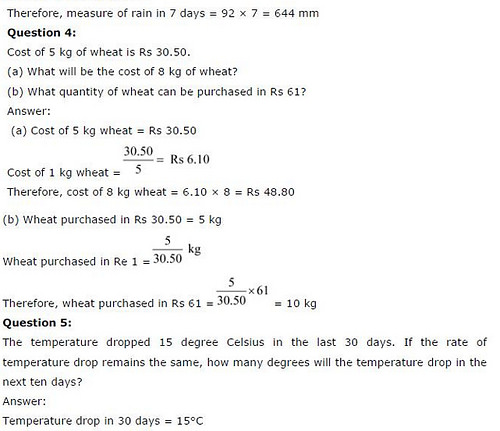 Therefore, measure of rain in 7 days = 92 × 7 = 644 mm
Question 4:
Cost of 5 kg of wheat is Rs 30.50.
(a) What will be the cost of 8 kg of wheat?
(b) What quantity of wheat can be purchased in Rs 61?
Answer:
(a) Cost of 5 kg wheat = Rs 30.50
Cost of 1 kg wheat = 30.50/5 = Rs 6.10
Therefore, cost of 8 kg wheat = 6.10 × 8 = Rs 48.80
(b) Wheat purchased in Rs 30.50 = 5 kg
Wheat purchased in Re 1 = 5/30.50 kg
Therefore, wheat purchased in Rs 61 = 5/30.50 ×61 = 10 kg
Question 5:
The temperature dropped 15 degree Celsius in the last 30 days. If the rate of
temperature drop remains the same, how many degrees will the temperature drop in the
next ten days?
Answer:
Temperature drop in 30 days = 15°C